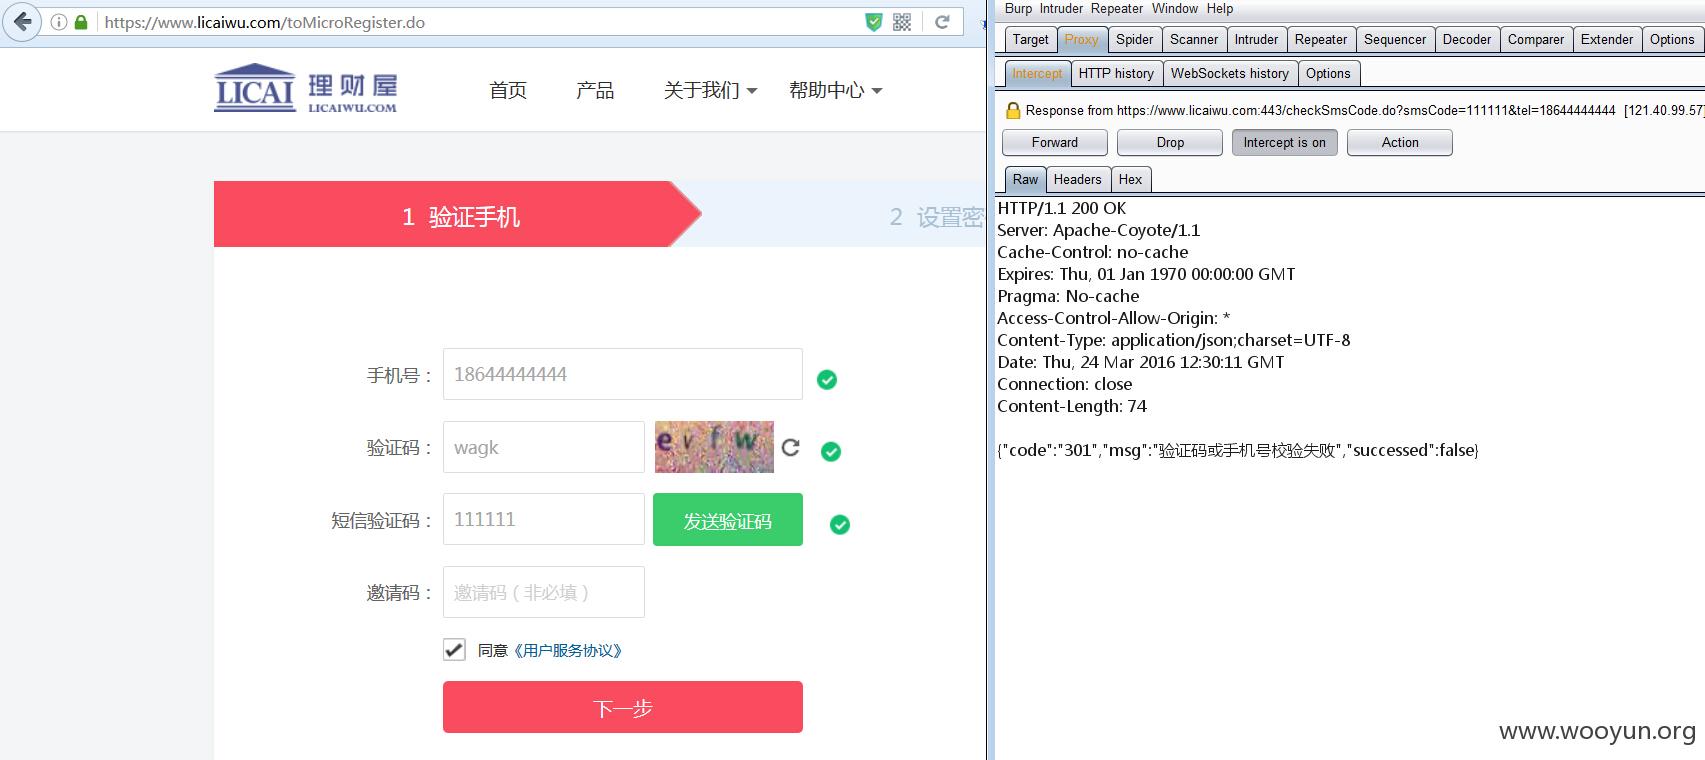 https://www.licaiwu.com/toMicroRegister.do
LICAI 理财屋
LICAIWU.COM
首页 产品 关于我们 帮助中心
1 验证手机
2 设置密
手机号： 18644444444
验证码： wagk evfw
短信验证码： 111111 发送验证码
邀请码： 邀请码（非必填）
同意《用户服务协议》
下一步
Burp Intruder Repeater Window Help
Target Proxy Spider Scanner Intruder Repeater Sequencer Decoder Comparer Extender Options
Intercept HTTP history WebSockets history Options
Response from https://www.licaiwu.com:443/checkSmsCode.do?smsCode=111111&tel=18644444444 [121.40.99.57]
Forward Drop Intercept is on Action
Raw Headers Hex
HTTP/1.1 200 OK
Server: Apache-Coyote/1.1
Cache-Control: no-cache
Expires: Thu, 01 Jan 1970 00:00:00 GMT
Pragma: No-cache
Access-Control-Allow-Origin: *
Content-Type: application/json;charset=UTF-8
Date: Thu, 24 Mar 2016 12:30:11 GMT
Connection: close
Content-Length: 74
{"code":"301","msg":"验证码或手机号校验失败","successed":false}
www.wooyun.org